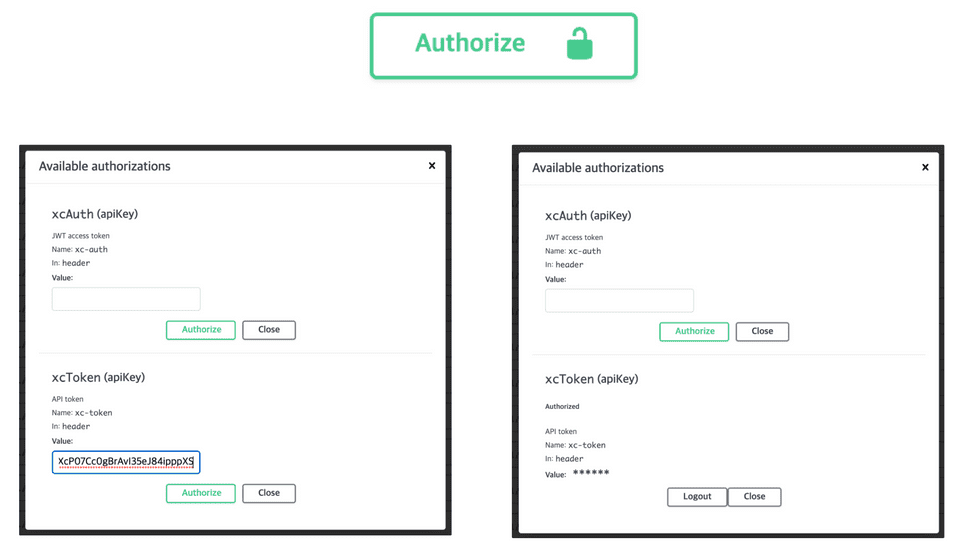 Authorize
Available authorizations
xcAuth (apiKey)
JWT access token
Name: xc-auth
In: header
Value:
Authorize Close
xcToken (apiKey)
API token
Name: xc-token
In: header
Value:
XcP07CcOgBrAvI35eJ84ipppXS
Authorize Close
Available authorizations
xcAuth (apiKey)
JWT access token
Name: xc-auth
In: header
Value:
Authorize Close
xcToken (apiKey)
Authorized
API token
Name: xc-token
In: header
Value: ******
Logout Close